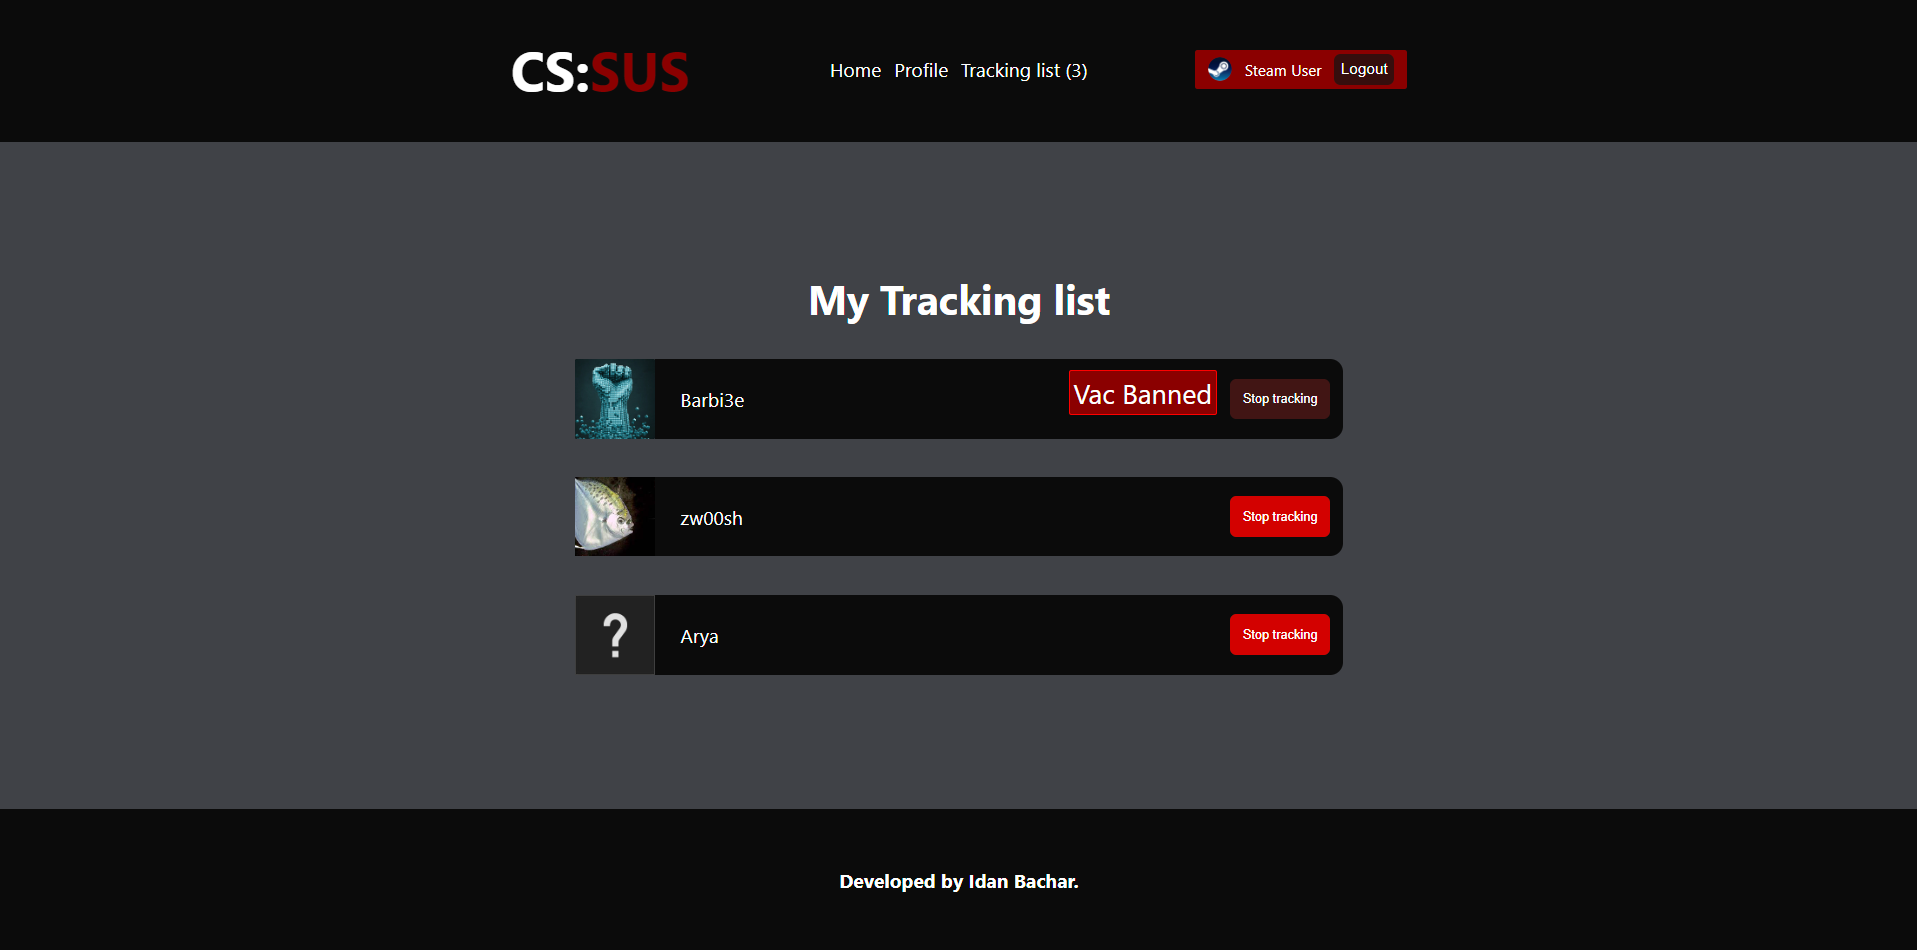 CS:SUS
Home Profile Tracking list (3)
Steam User Logout
My Tracking list
Barbi3e Vac Banned Stop tracking
zw00sh Stop tracking
?
Arya Stop tracking
Developed by Idan Bachar.